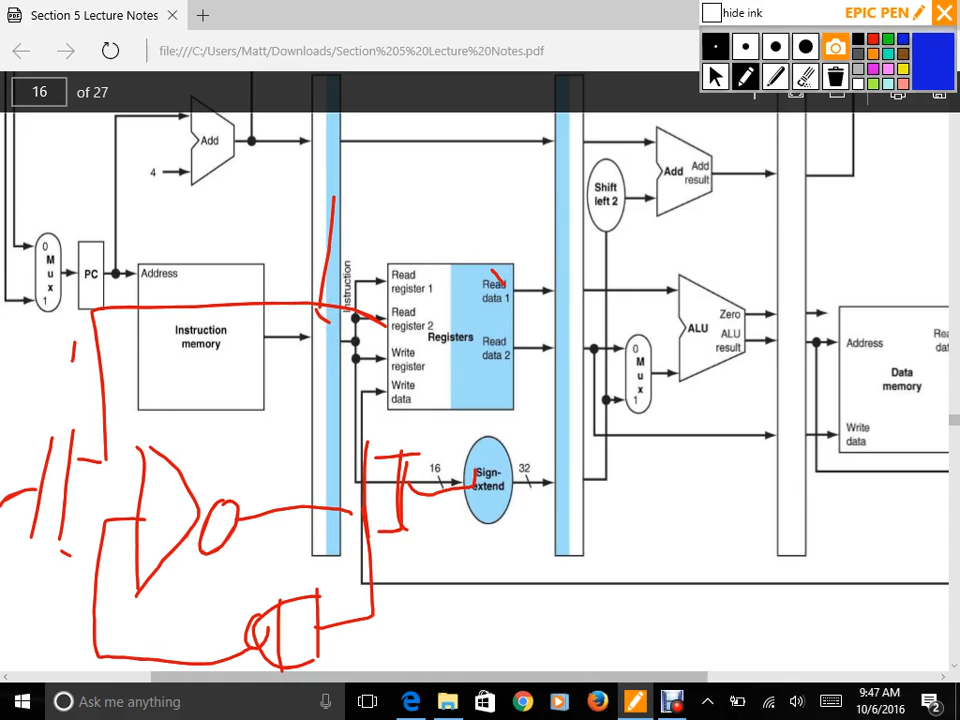 Section 5 Lecture Notes
hide ink
EPIC PEN
file:///C:/Users/Matt/Downloads/Section%205%20Lecture%20Notes.pdf
16 of 27
Add
4
Add
Add
result
Shift
left 2
0
M
u
x
1
PC
Address
Instruction
memory
Instruction
Read
register 1
Read
register 2
Write
register
Write
data
Registers
Read
data 1
Read
data 2
0
M
u
x
1
ALU
Zero
ALU
result
Address
Data
memory
Write
data
16
Sign-
extend
32
Ask me anything
9:47 AM
10/6/2016
2